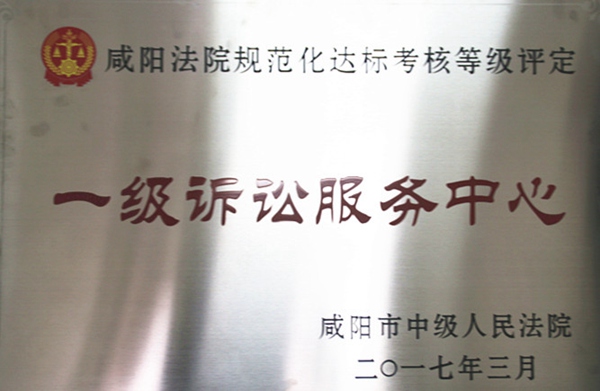 咸阳法院规范化达标考核等级评定
一级诉讼服务中心
咸阳市中级人民法院
二〇一七年三月